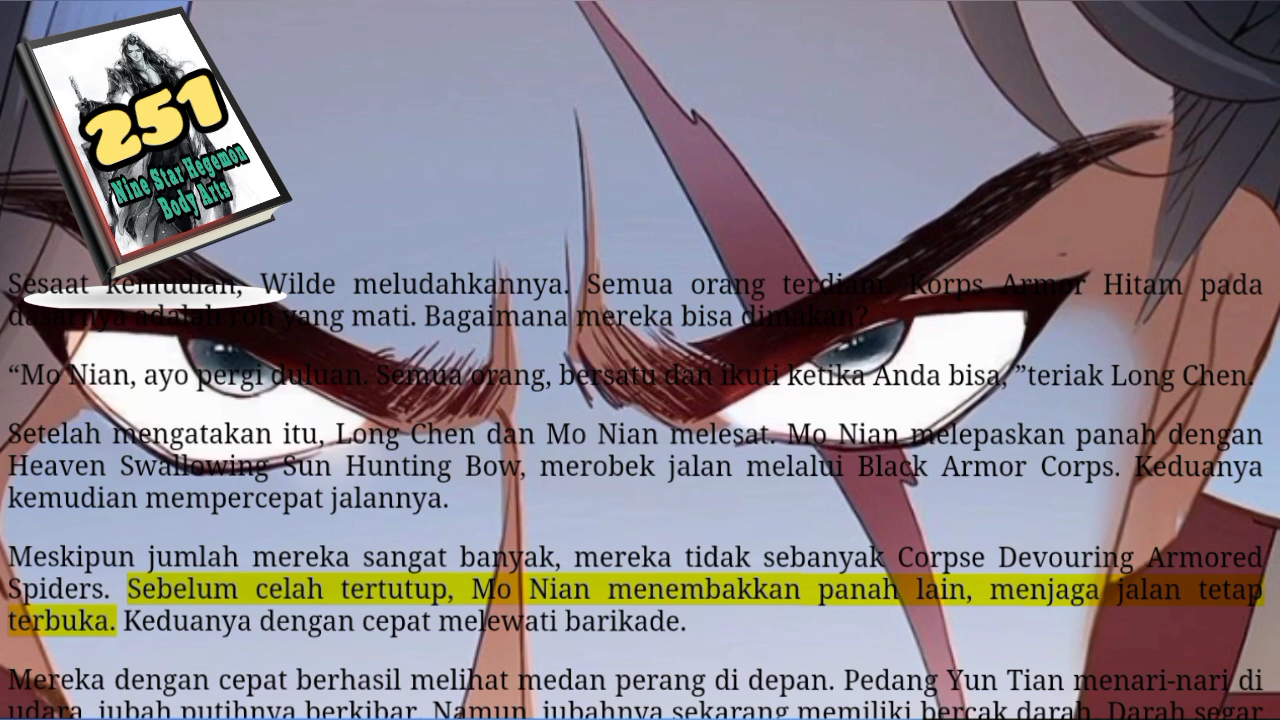 251
Nine Star Hegemon
Body Arts
Sesaat kemudian, Wilde meludahkannya. Semua orang terdiam. Korps Armor Hitam pada
dasarnya adalah roh yang mati. Bagaimana mereka bisa dimakan?
“Mo Nian, ayo pergi duluan. Semua orang, bersatu dan ikuti ketika Anda bisa, ”teriak Long Chen.
Setelah mengatakan itu, Long Chen dan Mo Nian melesat. Mo Nian melepaskan panah dengan
Heaven Swallowing Sun Hunting Bow, merobek jalan melalui Black Armor Corps. Keduanya
kemudian mempercepat jalannya.
Meskipun jumlah mereka sangat banyak, mereka tidak sebanyak Corpse Devouring Armored
Spiders. Sebelum celah tertutup, Mo Nian menembakkan panah lain, menjaga jalan tetap
terbuka. Keduanya dengan cepat melewati barikade.
Mereka dengan cepat berhasil melihat medan perang di depan. Pedang Yun Tian menari-nari di
udara, jubah putihnya berkibar. Namun, jubahnya sekarang memiliki bercak darah. Darah segar